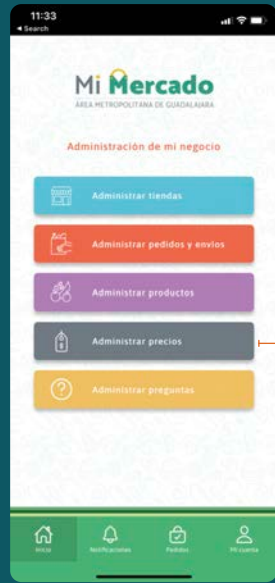 11:33
◀ Search
Mi Mercado
ÁREA METROPOLITANA DE GUADALAJARA
Administración de mi negocio
Administrar tiendas
Administrar pedidos y envíos
Administrar productos
Administrar precios
Administrar preguntas
Inicio
Notificaciones
Pedidos
Mi cuenta